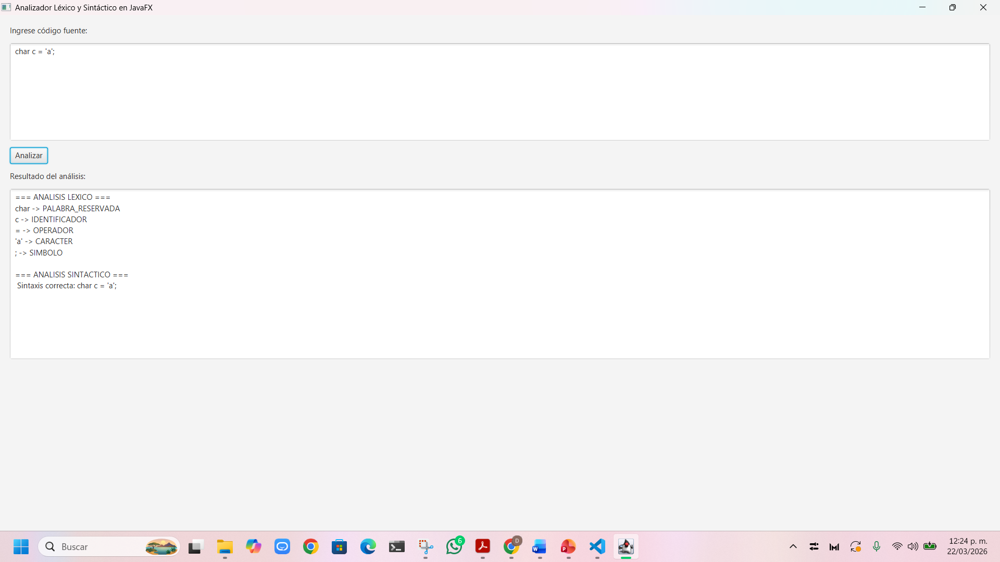 Analizador Léxico y Sintáctico en JavaFX
Ingrese código fuente:
char c = 'a';
Analizar
Resultado del análisis:
=== ANALISIS LEXICO ===
char -> PALABRA_RESERVADA
c -> IDENTIFICADOR
= -> OPERADOR
'a' -> CARACTER
; -> SIMBOLO
=== ANALISIS SINTACTICO ===
Sintaxis correcta: char c = 'a';
Buscar
6
D
W
P
12:24 p. m.
22/03/2026